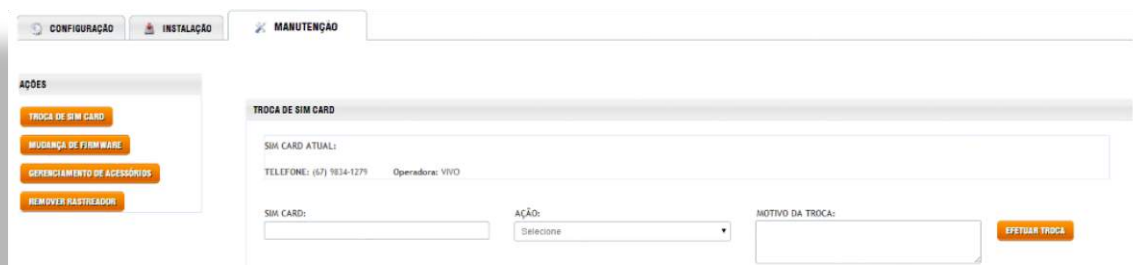 CONFIGURAÇÃO INSTALAÇÃO MANUTENÇÃO
AÇÕES
TROCA DE SIM CARD
MUDANÇA DE FIRMWARE
GERENCIAMENTO DE ACESSÓRIOS
REMOVER RASTREADOR
TROCA DE SIM CARD
SIM CARD ATUAL:
TELEFONE: (67) 9834-1279 Operadora: VIVO
SIM CARD: AÇÃO: MOTIVO DA TROCA:
Selecione EFETUAR TROCA